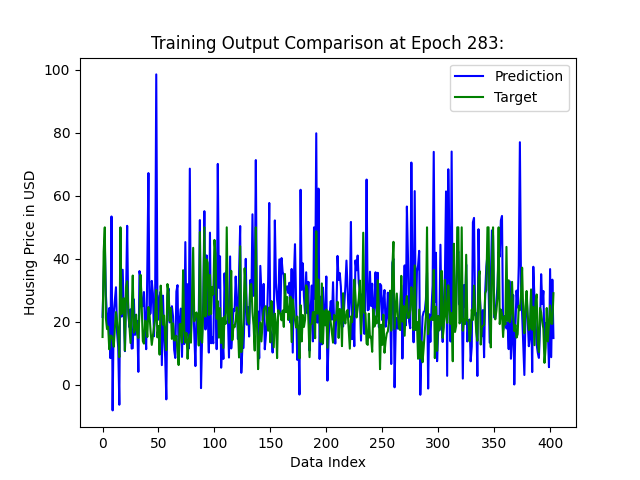 Training Output Comparison at Epoch 283:
Prediction
Target
100
80
60
40
20
0
Housing Price in USD
0 50 100 150 200 250 300 350 400
Data Index